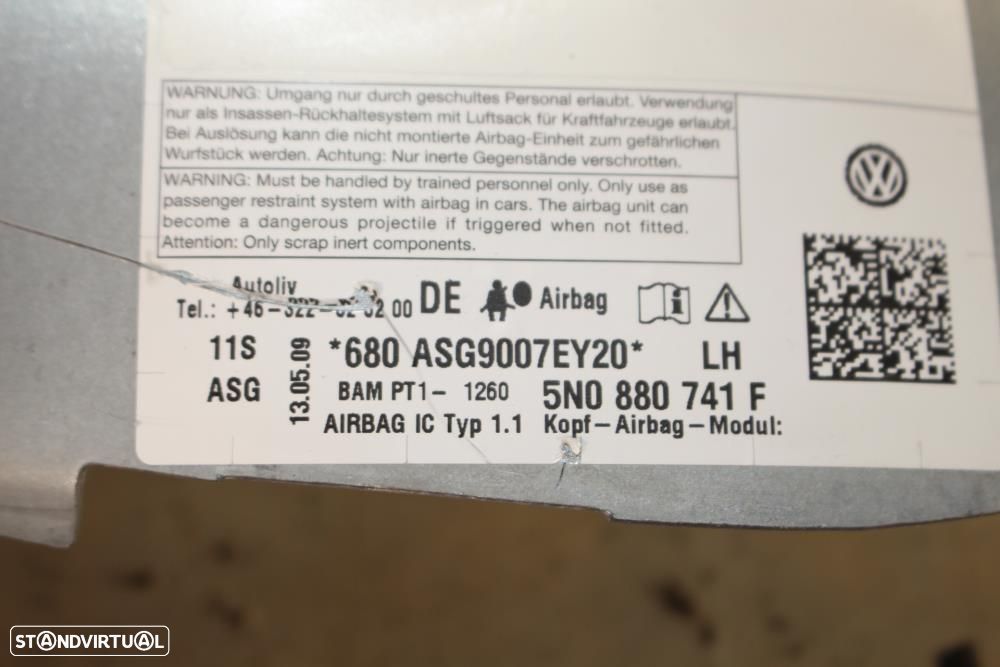 WARNUNG: Umgang nur durch geschultes Personal erlaubt. Verwendung
nur als Insassen-Rückhaltesystem mit Luftsack für Kraftfahrzeuge erlaubt.
Bei Auslösung kann die nicht montierte Airbag-Einheit zum gefährlichen
Wurfstück werden. Achtung: Nur inerte Gegenstände verschrotten.
WARNING: Must be handled by trained personnel only. Only use as
passenger restraint system with airbag in cars. The airbag unit can
become a dangerous projectile if triggered when not fitted.
Attention: Only scrap inert components.
Autoliv
Tel.: +46-322- 00 DE Airbag
11S *680 ASG9007EY20* LH
ASG 13.05.09 BAM PT1- 1260 5N0 880 741 F
AIRBAG IC Typ 1.1 Kopf-Airbag-Modul:
STANDVIRTUAL